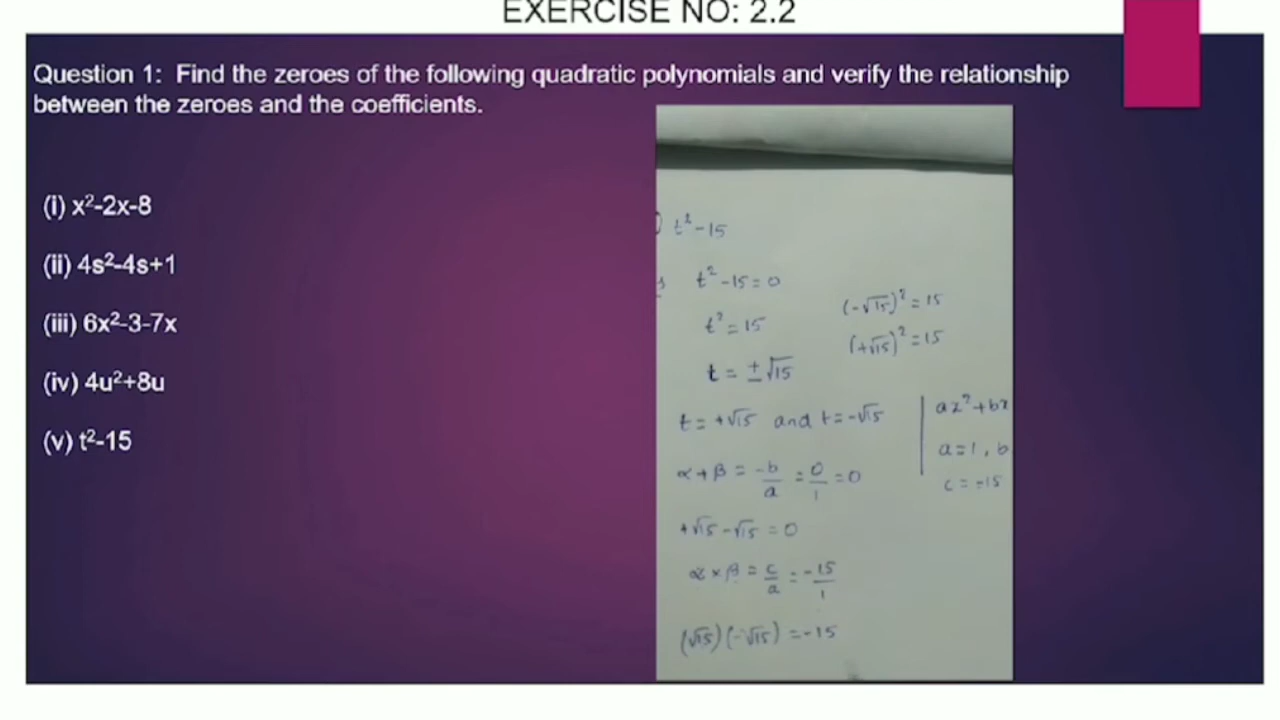 EXERCISE NO: 2.2
Question 1: Find the zeroes of the following quadratic polynomials and verify the relationship
between the zeroes and the coefficients.
(i) x²-2x-8
(ii) 4s²-4s+1
(iii) 6x²-3-7x
(iv) 4u²+8u
(v) t²-15
t²-15
t²-15=0
t²=15
t = ±√15
(-√15)²=15
(+√15)²=15
t=+√15 and t=-√15
α+β = -b/a = 0/1 = 0
+√15-√15=0
α×β = c/a = -15/1
(√15)(-√15) = -15
ax²+bx
a=1, b
c=-15